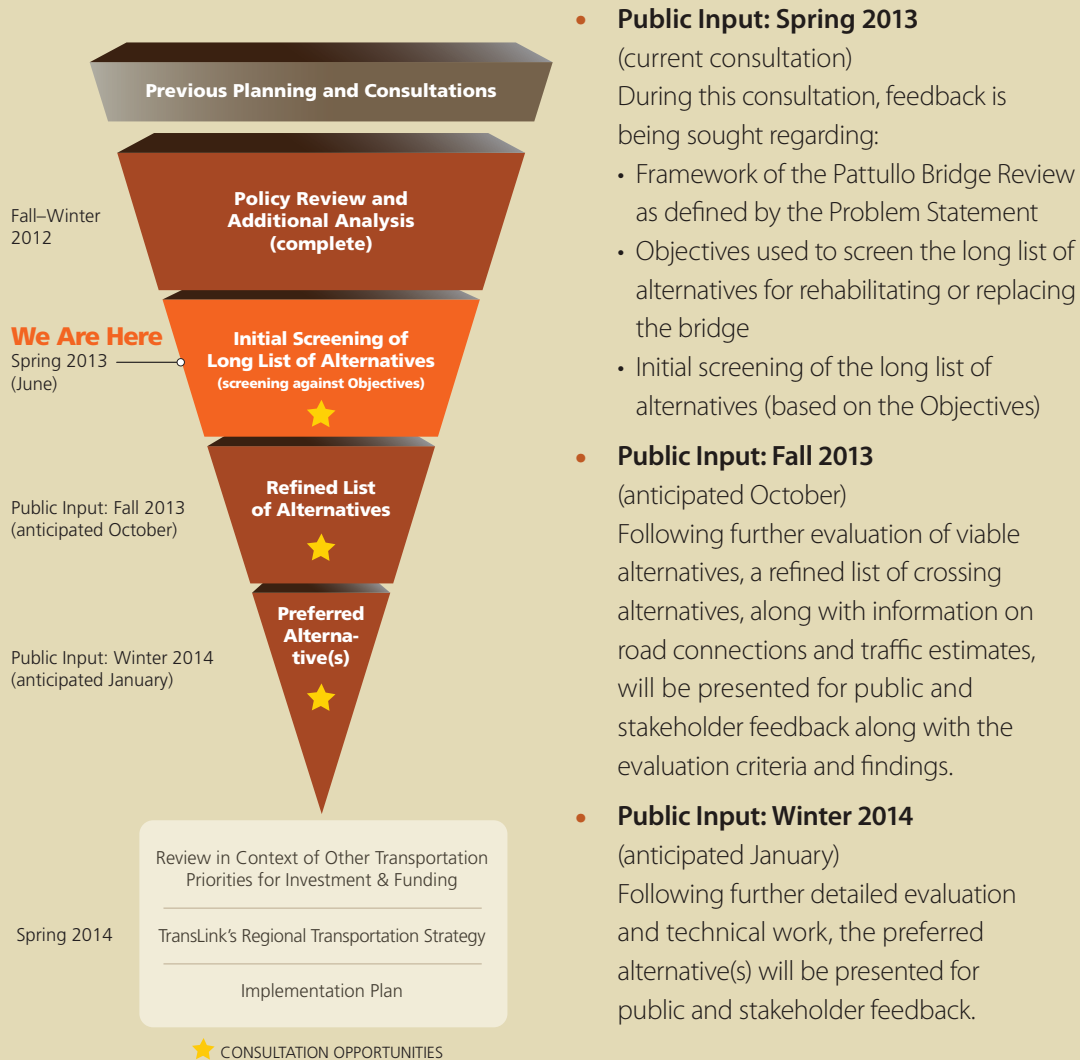 Previous Planning and Consultations
Fall–Winter
2012
Policy Review and
Additional Analysis
(complete)
We Are Here
Spring 2013
(June)
Initial Screening of
Long List of Alternatives
(screening against Objectives)
Public Input: Fall 2013
(anticipated October)
Refined List
of Alternatives
Public Input: Winter 2014
(anticipated January)
Preferred
Alterna-
tive(s)
Spring 2014
Review in Context of Other Transportation
Priorities for Investment & Funding
TransLink's Regional Transportation Strategy
Implementation Plan
CONSULTATION OPPORTUNITIES
• Public Input: Spring 2013
(current consultation)
During this consultation, feedback is
being sought regarding:
• Framework of the Pattullo Bridge Review
as defined by the Problem Statement
• Objectives used to screen the long list of
alternatives for rehabilitating or replacing
the bridge
• Initial screening of the long list of
alternatives (based on the Objectives)
• Public Input: Fall 2013
(anticipated October)
Following further evaluation of viable
alternatives, a refined list of crossing
alternatives, along with information on
road connections and traffic estimates,
will be presented for public and
stakeholder feedback along with the
evaluation criteria and findings.
• Public Input: Winter 2014
(anticipated January)
Following further detailed evaluation
and technical work, the preferred
alternative(s) will be presented for
public and stakeholder feedback.